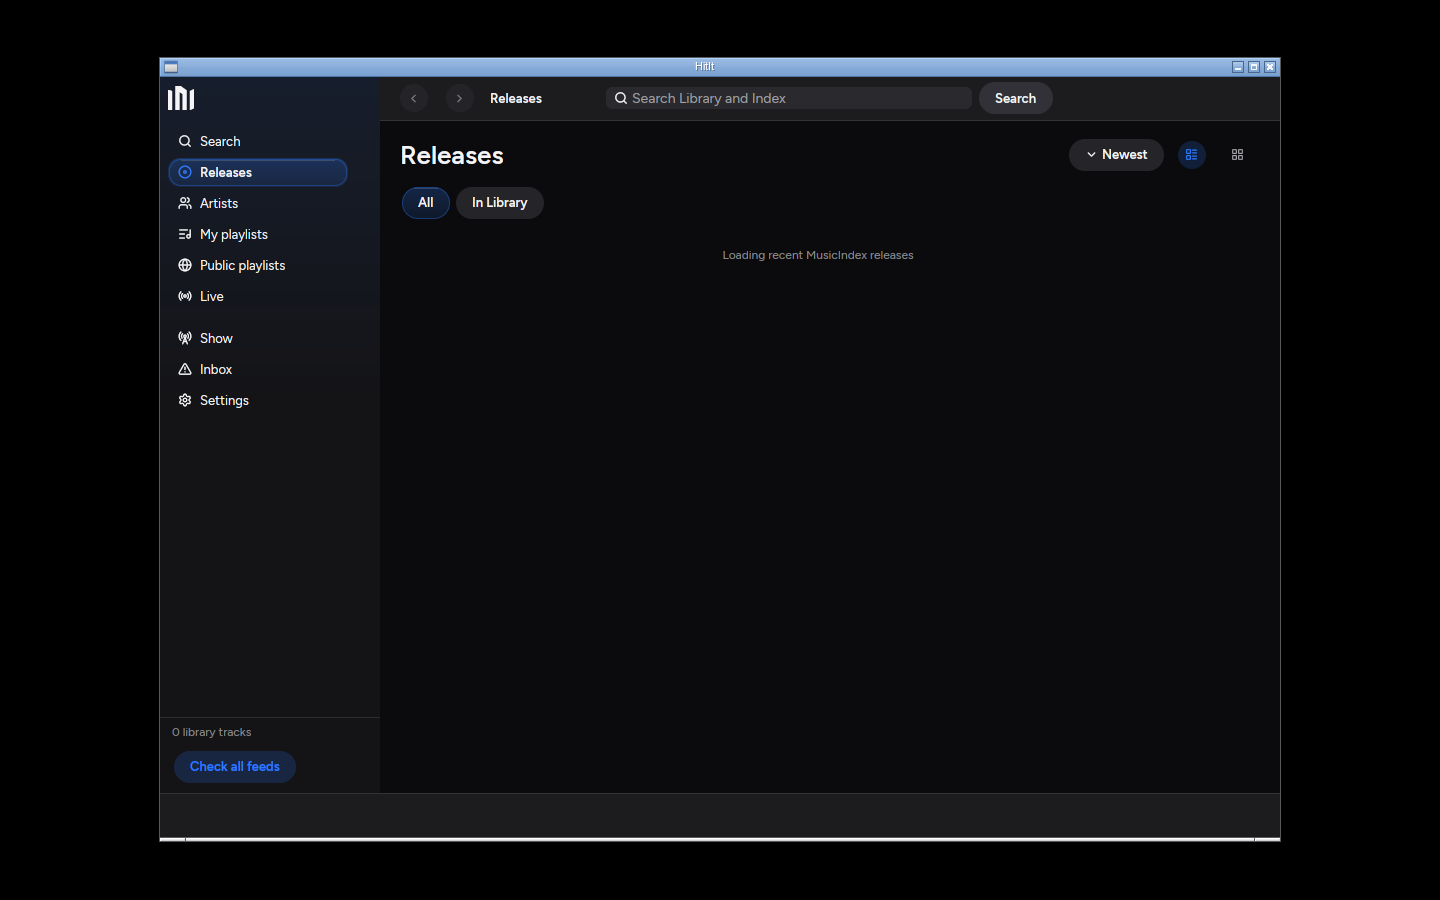 HitIt
Releases
Search Library and Index
Search
Search
Releases
Artists
My playlists
Public playlists
Live
Show
Inbox
Settings
Releases
Newest
All
In Library
Loading recent MusicIndex releases
0 library tracks
Check all feeds